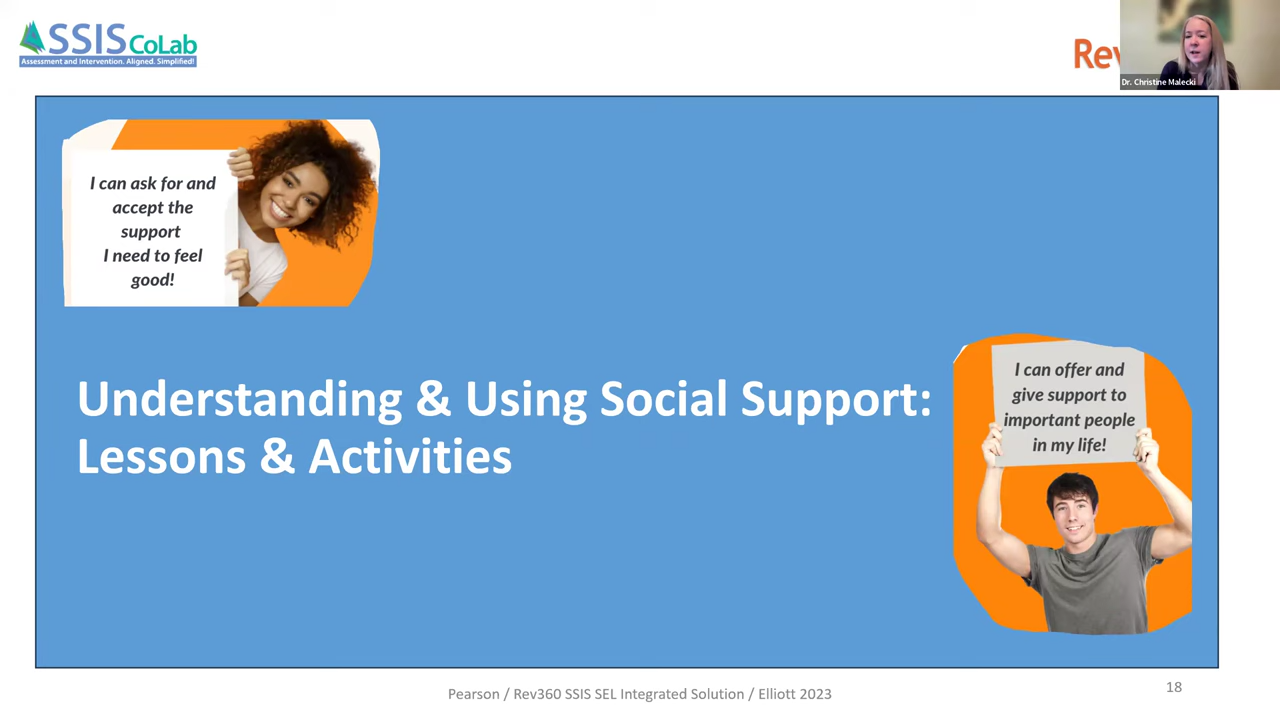 SSIS CoLab
Assessment and Intervention. Aligned. Simplified!
Rev
Dr. Christine Malecki
I can ask for and
accept the
support
I need to feel
good!
I can offer and
give support to
important people
in my life!
Understanding & Using Social Support:
Lessons & Activities
Pearson / Rev360 SSIS SEL Integrated Solution / Elliott 2023
18